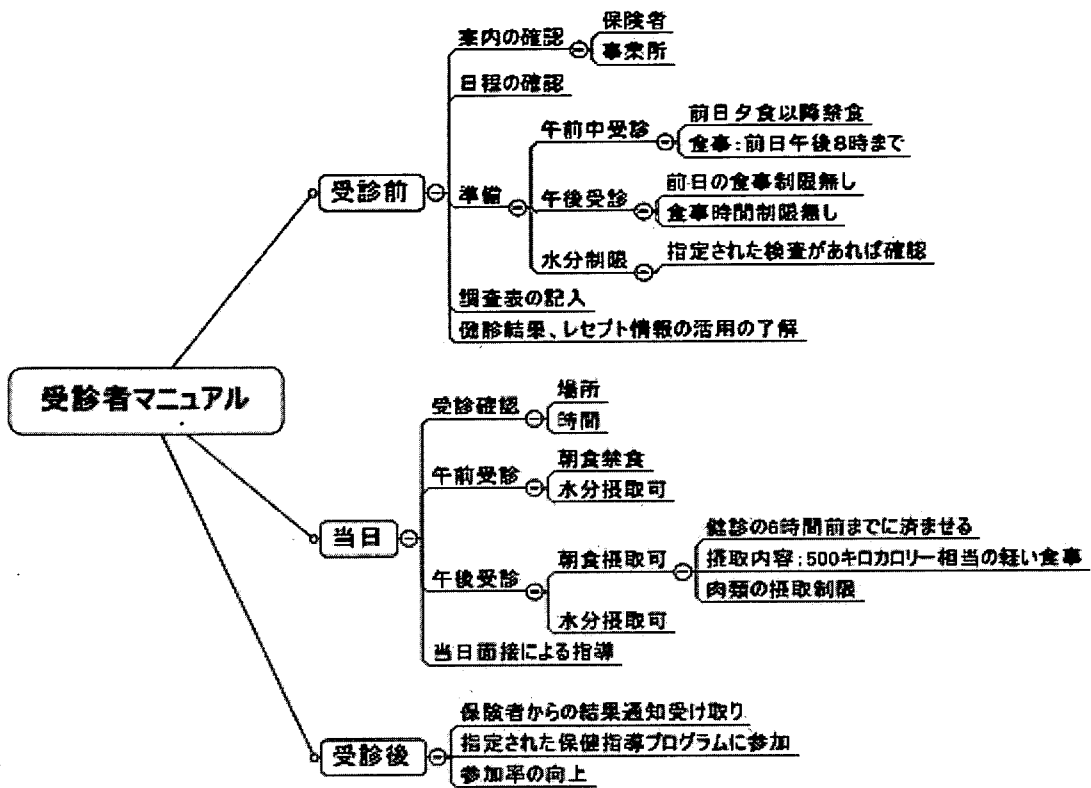 受診者マニュアル
受診前
案内の確認
保険者
事業所
日程の確認
準備
午前中受診
前日夕食以降禁食
食事：前日午後8時まで
午後受診
前日の食事制限無し
食事時間制限無し
水分制限
指定された検査があれば確認
調査表の記入
健診結果、レセプト情報の活用の了解
当日
受診確認
場所
時間
午前受診
朝食禁食
水分摂取可
午後受診
朝食摂取可
健診の6時間前までに済ませる
摂取内容：500キロカロリー相当の軽い食事
肉類の摂取制限
水分摂取可
当日面接による指導
受診後
保険者からの結果通知受け取り
指定された保健指導プログラムに参加
参加率の向上